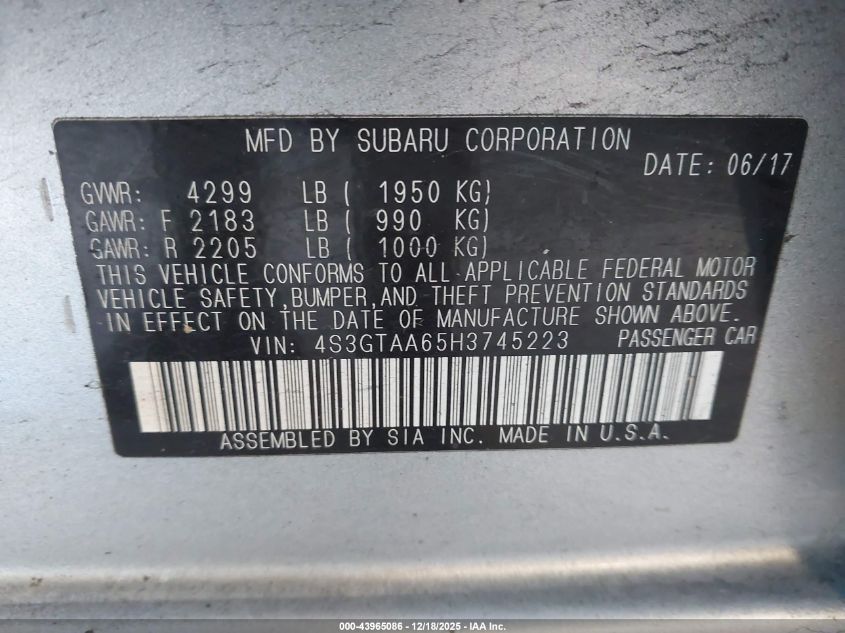 MFD BY SUBARU CORPORATION
DATE: 06/17
GVWR: 4299 LB ( 1950 KG)
GAWR: F 2183 LB ( 990 KG)
GAWR: R 2205 LB ( 1000 KG)
THIS VEHICLE CONFORMS TO ALL APPLICABLE FEDERAL MOTOR
VEHICLE SAFETY,BUMPER,AND THEFT PREVENTION STANDARDS
IN EFFECT ON THE DATE OF MANUFACTURE SHOWN ABOVE.
VIN: 4S3GTAA65H3745223 PASSENGER CAR
ASSEMBLED BY SIA INC. MADE IN U.S.A.
000-43965086 - 12/18/2025 - IAA Inc.